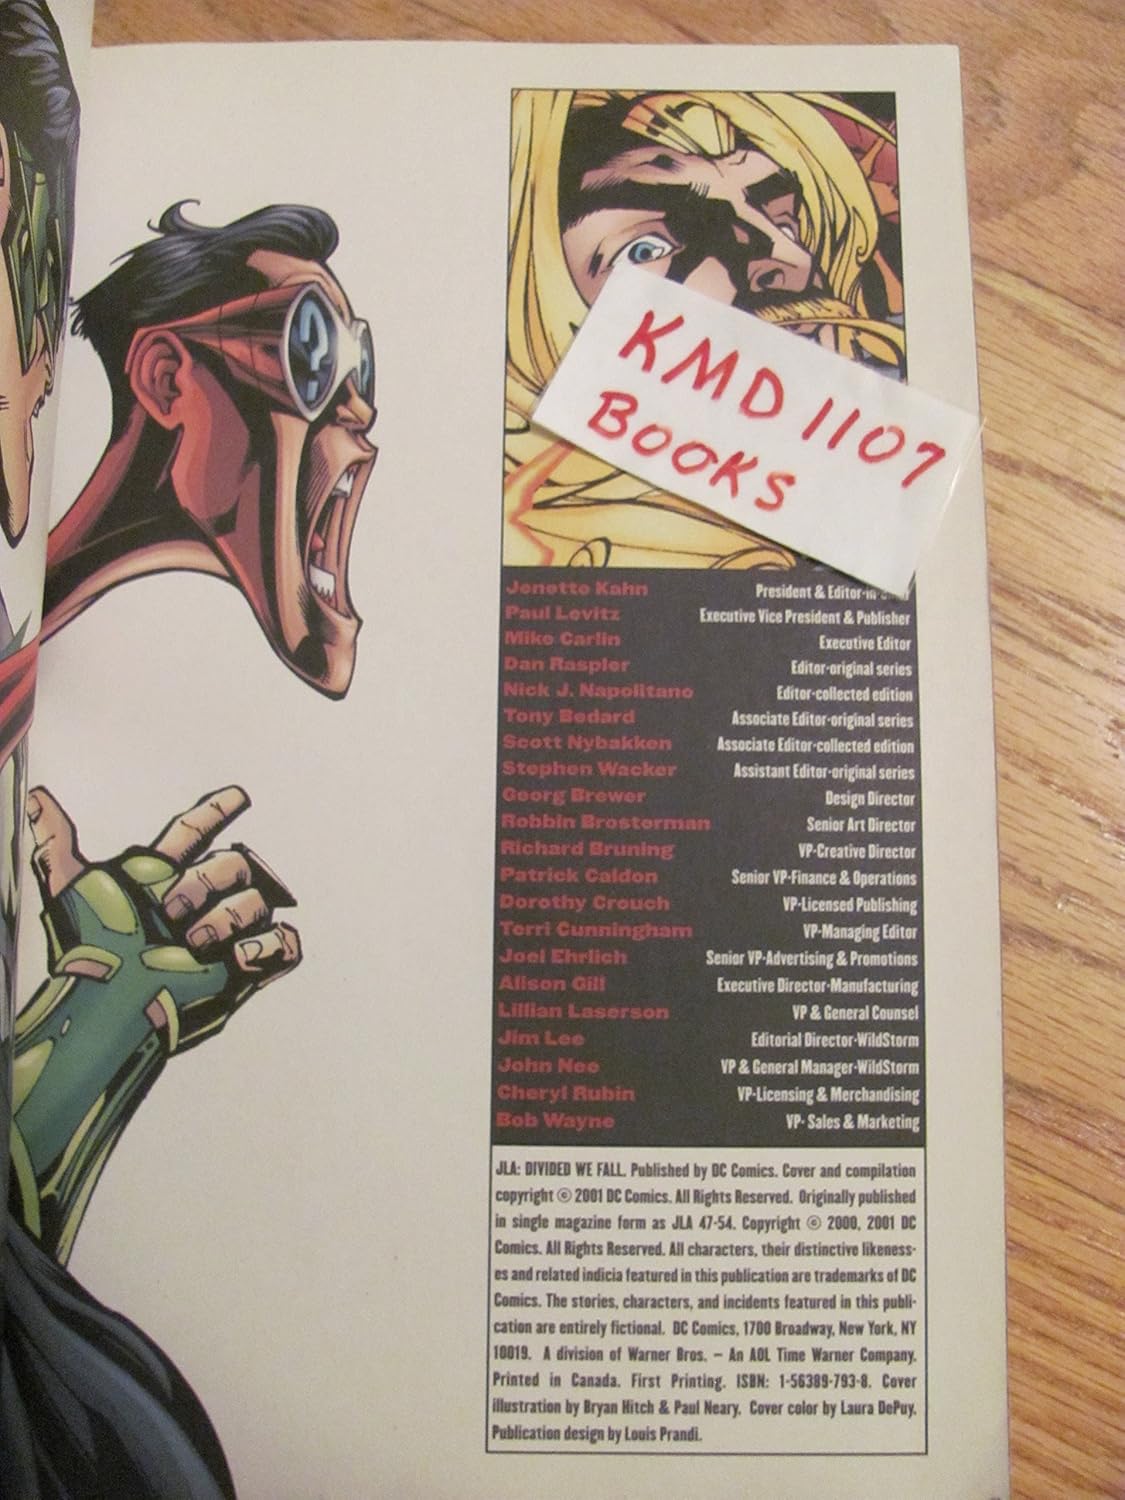 ?
KMD 1107
BOOKS
Jenette Kahn President & Editor-in-
Paul Levitz Executive Vice President & Publisher
Mike Carlin Executive Editor
Dan Raspler Editor-original series
Nick J. Napolitano Editor-collected edition
Tony Bedard Associate Editor-original series
Scott Nybakken Associate Editor-collected edition
Stephen Wacker Assistant Editor-original series
Georg Brewer Design Director
Robbin Brosterman Senior Art Director
Richard Bruning VP-Creative Director
Patrick Caldon Senior VP-Finance & Operations
Dorothy Crouch VP-Licensed Publishing
Terri Cunningham VP-Managing Editor
Joel Ehrlich Senior VP-Advertising & Promotions
Alison Gill Executive Director-Manufacturing
Lillian Laserson VP & General Counsel
Jim Lee Editorial Director-WildStorm
John Nee VP & General Manager-WildStorm
Cheryl Rubin VP-Licensing & Merchandising
Bob Wayne VP- Sales & Marketing
JLA: DIVIDED WE FALL. Published by DC Comics. Cover and compilation
copyright © 2001 DC Comics. All Rights Reserved. Originally published
in single magazine form as JLA 47-54. Copyright © 2000, 2001 DC
Comics. All Rights Reserved. All characters, their distinctive likeness-
es and related indicia featured in this publication are trademarks of DC
Comics. The stories, characters, and incidents featured in this publi-
cation are entirely fictional. DC Comics, 1700 Broadway, New York, NY
10019. A division of Warner Bros. – An AOL Time Warner Company.
Printed in Canada. First Printing. ISBN: 1-56389-793-8. Cover
illustration by Bryan Hitch & Paul Neary. Cover color by Laura DePuy.
Publication design by Louis Prandi.